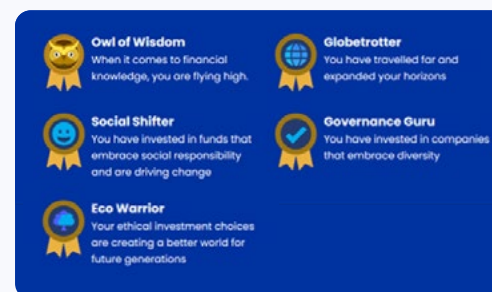 Owl of Wisdom
When it comes to financial
knowledge, you are flying high.
Globetrotter
You have travelled far and
expanded your horizons
Social Shifter
You have invested in funds that
embrace social responsibility
and are driving change
Governance Guru
You have invested in companies
that embrace diversity
Eco Warrior
Your ethical investment choices
are creating a better world for
future generations